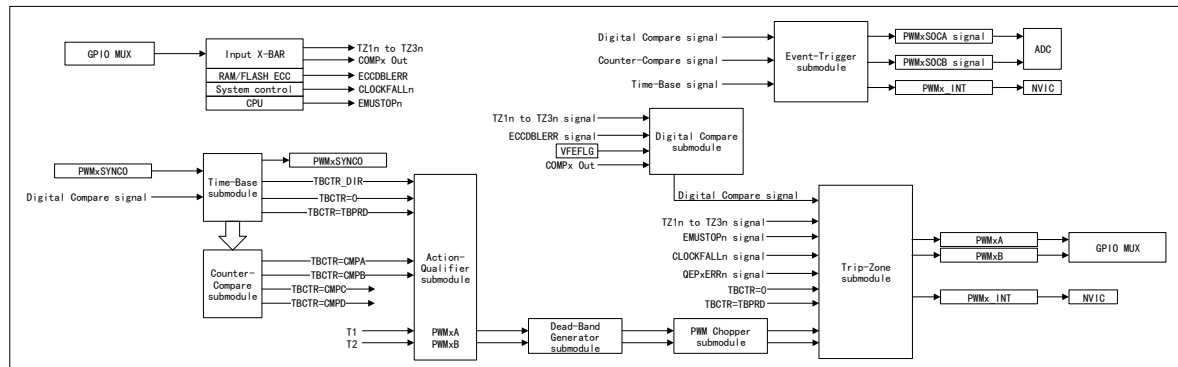 GPIO MUX
Input X-BAR
RAM/FLASH ECC
System control
CPU
TZ1n to TZ3n
COMPx Out
ECCDBLERR
CLOCKFALLn
EMUSTOPn
Digital Compare signal
Counter-Compare signal
Time-Base signal
Event-Trigger
submodule
PWMxSOCA signal
PWMxSOCB signal
PWMx_INT
ADC
NVIC
TZ1n to TZ3n signal
ECCDBLERR signal
VFEFLG
COMPx Out
Digital Compare
submodule
Digital Compare signal
PWMxSYNCO
Digital Compare signal
Time-Base
submodule
PWMxSYNCO
TBCTR_DIR
TBCTR=0
TBCTR=TBPRD
Counter-
Compare
submodule
TBCTR=CMPA
TBCTR=CMPB
TBCTR=CMPC
TBCTR=CMPD
T1
T2
Action-
Qualifier
submodule
PWMxA
PWMxB
Dead-Band
Generator
submodule
PWM Chopper
submodule
TZ1n to TZ3n signal
EMUSTOPn signal
CLOCKFALLn signal
QEPxERRn signal
TBCTR=0
TBCTR=TBPRD
Trip-Zone
submodule
PWMxA
PWMxB
GPIO MUX
PWMx_INT
NVIC